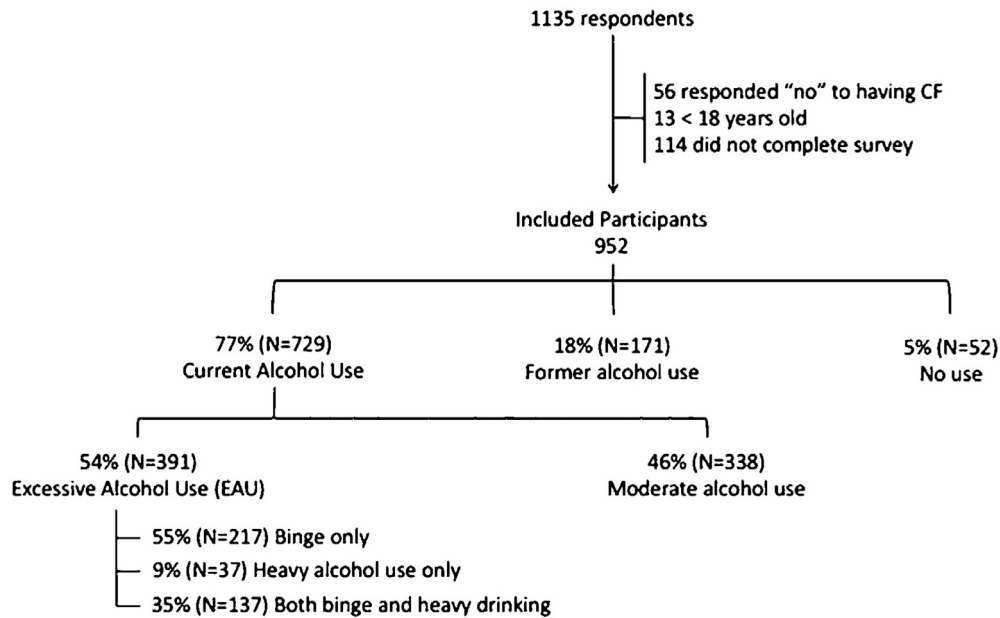 1135 respondents
56 responded "no" to having CF
13 < 18 years old
114 did not complete survey
Included Participants
952
77% (N=729)
Current Alcohol Use
18% (N=171)
Former alcohol use
5% (N=52)
No use
54% (N=391)
Excessive Alcohol Use (EAU)
46% (N=338)
Moderate alcohol use
55% (N=217) Binge only
9% (N=37) Heavy alcohol use only
35% (N=137) Both binge and heavy drinking